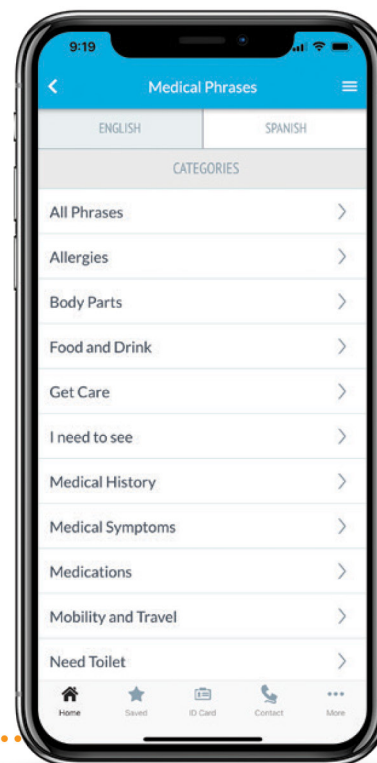 9:19
Medical Phrases
ENGLISH SPANISH
CATEGORIES
All Phrases
Allergies
Body Parts
Food and Drink
Get Care
I need to see
Medical History
Medical Symptoms
Medications
Mobility and Travel
Need Toilet
Home Saved ID Card Contact More